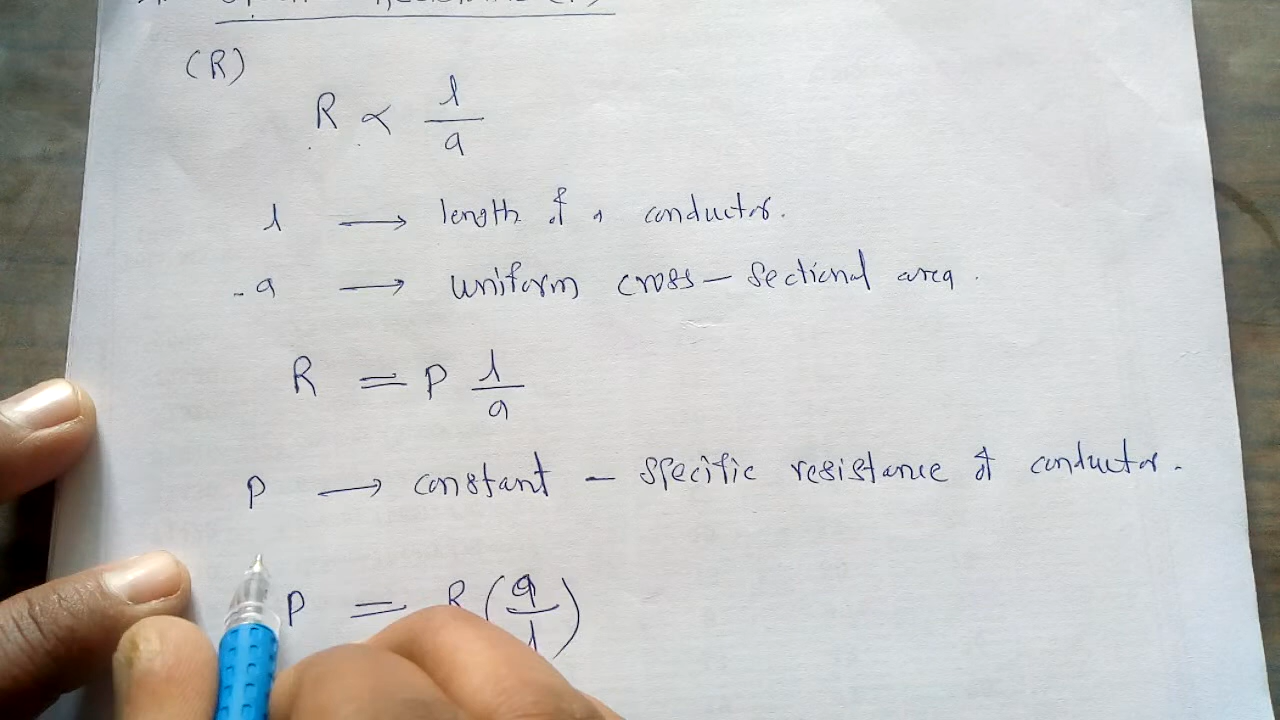 (R)
R ∝ l/a
l → length of a conductor.
a → uniform cross-sectional area.
R = ρ l/a
ρ → constant - specific resistance of conductor.
ρ = R(a/l)